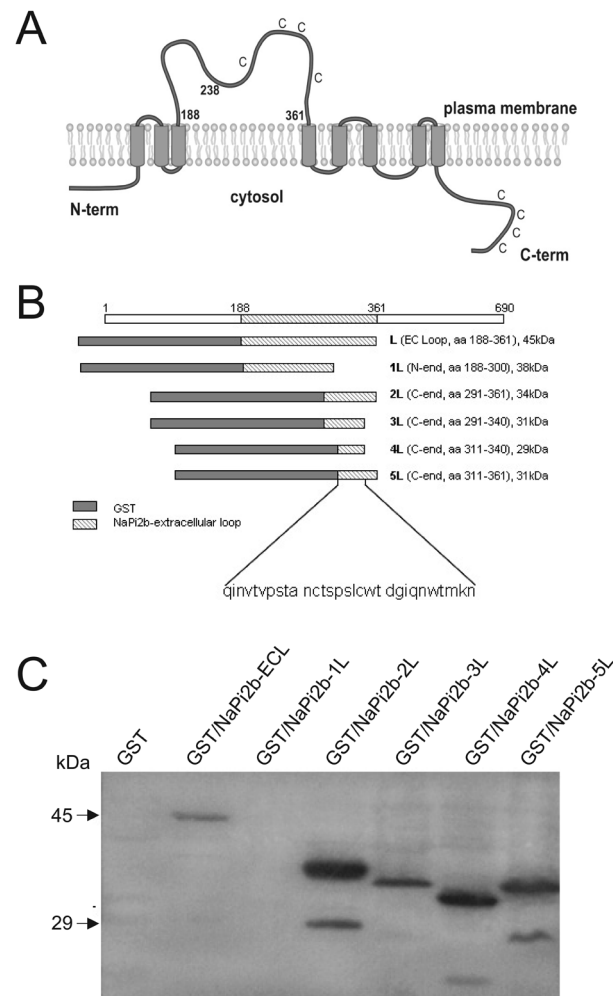 A
C C
C
238
C
188
361
plasma membrane
N-term
cytosol
C
C
C
C
C-term
B
1 188 361 690
L (EC Loop, aa 188-361), 45kDa
1L (N-end, aa 188-300), 38kDa
2L (C-end, aa 291-361), 34kDa
3L (C-end, aa 291-340), 31kDa
4L (C-end, aa 311-340), 29kDa
5L (C-end, aa 311-361), 31kDa
GST
NaPi2b-extracellular loop
qinvtvpsta nctspslcwt dgiqnwtmkn
C
GST
GST/NaPi2b-ECL
GST/NaPi2b-1L
GST/NaPi2b-2L
GST/NaPi2b-3L
GST/NaPi2b-4L
GST/NaPi2b-5L
kDa
45
29